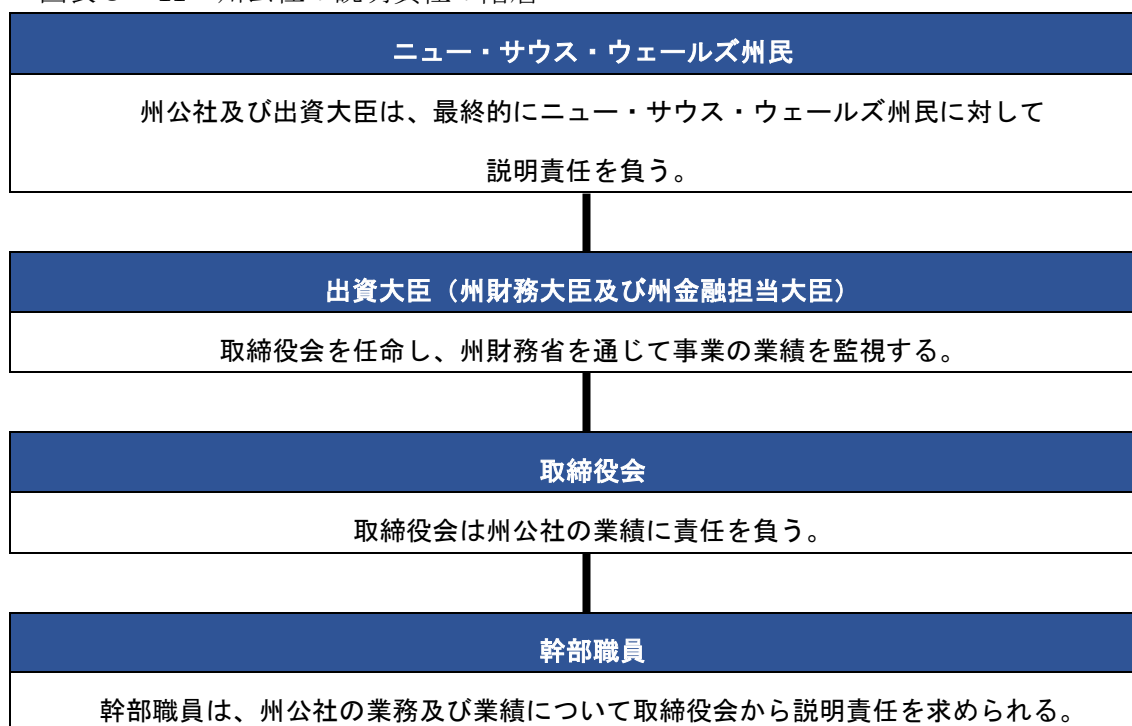 ニュー・サウス・ウェールズ州民
州公社及び出資大臣は、最終的にニュー・サウス・ウェールズ州民に対して
説明責任を負う。
出資大臣（州財務大臣及び州金融担当大臣）
取締役会を任命し、州財務省を通じて事業の業績を監視する。
取締役会
取締役会は州公社の業績に責任を負う。
幹部職員
幹部職員は、州公社の業務及び業績について取締役会から説明責任を求められる。